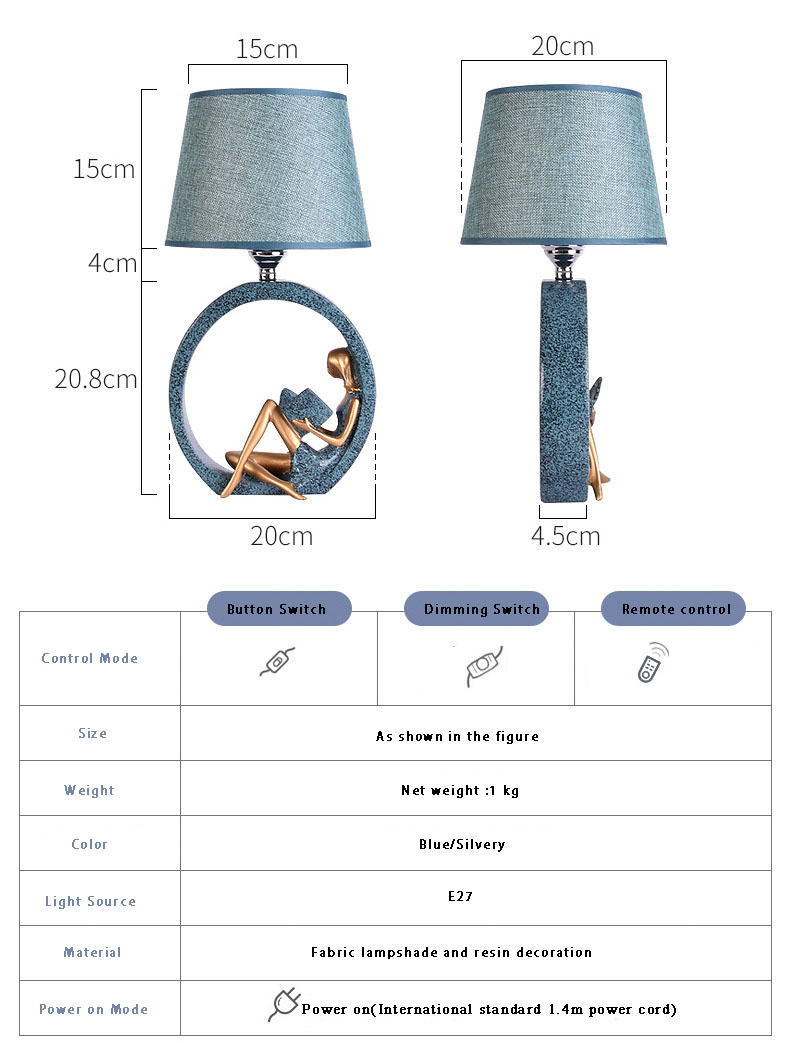 15cm
20cm
15cm
4cm
20.8cm
20cm
4.5cm
Button Switch
Dimming Switch
Remote control
Control Mode
Size
As shown in the figure
Weight
Net weight :1 kg
Color
Blue/Silvery
Light Source
E27
Material
Fabric lampshade and resin decoration
Power on Mode
Power on(International standard 1.4m power cord)